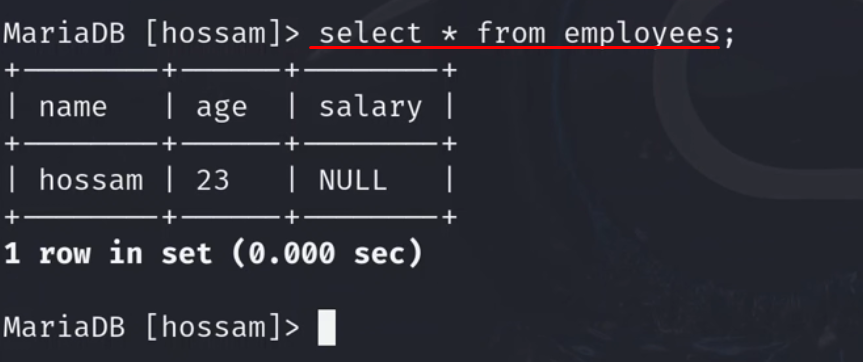 MariaDB [hossam]> select * from employees;
+--------+-----+--------+
| name | age | salary |
+--------+-----+--------+
| hossam | 23 | NULL |
+--------+-----+--------+
1 row in set (0.000 sec)
MariaDB [hossam]>